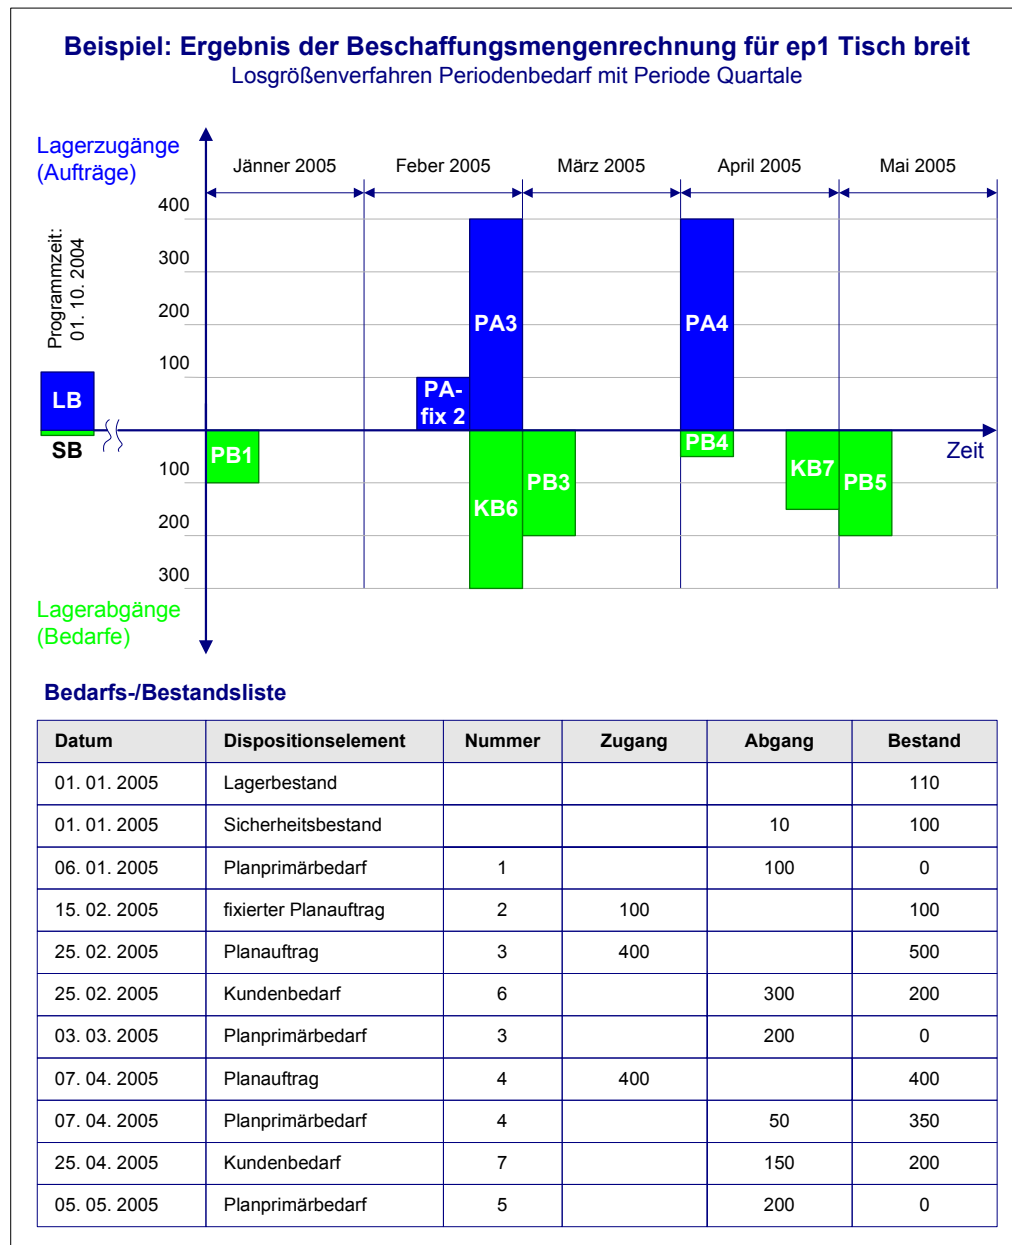 Beispiel: Ergebnis der Beschaffungsmengenrechnung für ep1 Tisch breit
Losgrößenverfahren Periodenbedarf mit Periode Quartale
Lagerzugänge
(Aufträge)
Jänner 2005 Feber 2005 März 2005 April 2005 Mai 2005
Programmzeit:
01. 10. 2004
400
300
200
100
LB
SB
PA3
PA4
PA-
fix 2
Zeit
PB1
KB6
PB3
PB4
KB7
PB5
100
200
300
Lagerabgänge
(Bedarfe)
Bedarfs-/Bestandsliste
Datum Dispositionselement Nummer Zugang Abgang Bestand
01. 01. 2005 Lagerbestand 110
01. 01. 2005 Sicherheitsbestand 10 100
06. 01. 2005 Planprimärbedarf 1 100 0
15. 02. 2005 fixierter Planauftrag 2 100 100
25. 02. 2005 Planauftrag 3 400 500
25. 02. 2005 Kundenbedarf 6 300 200
03. 03. 2005 Planprimärbedarf 3 200 0
07. 04. 2005 Planauftrag 4 400 400
07. 04. 2005 Planprimärbedarf 4 50 350
25. 04. 2005 Kundenbedarf 7 150 200
05. 05. 2005 Planprimärbedarf 5 200 0